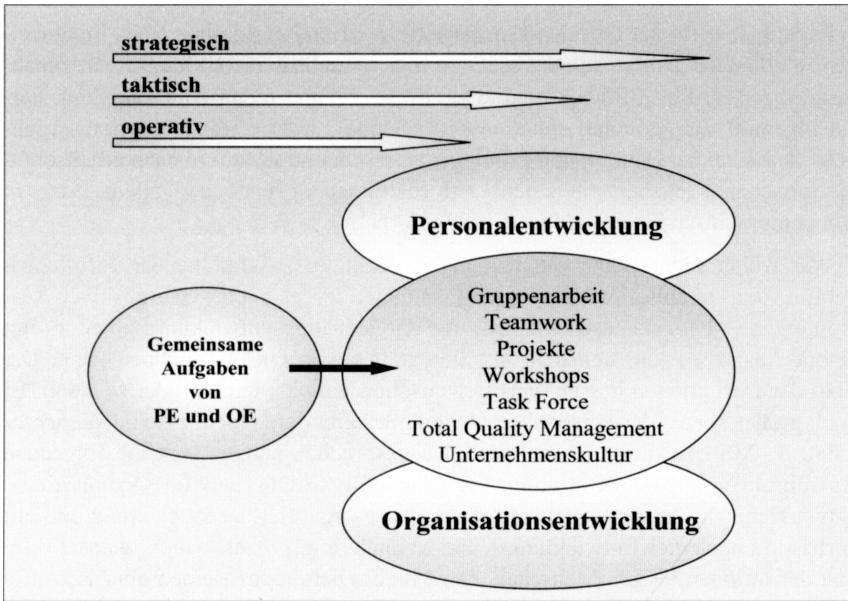 strategisch
taktisch
operativ
Personalentwicklung
Gruppenarbeit
Teamwork
Projekte
Workshops
Task Force
Total Quality Management
Unternehmenskultur
Gemeinsame
Aufgaben
von
PE und OE
Organisationsentwicklung